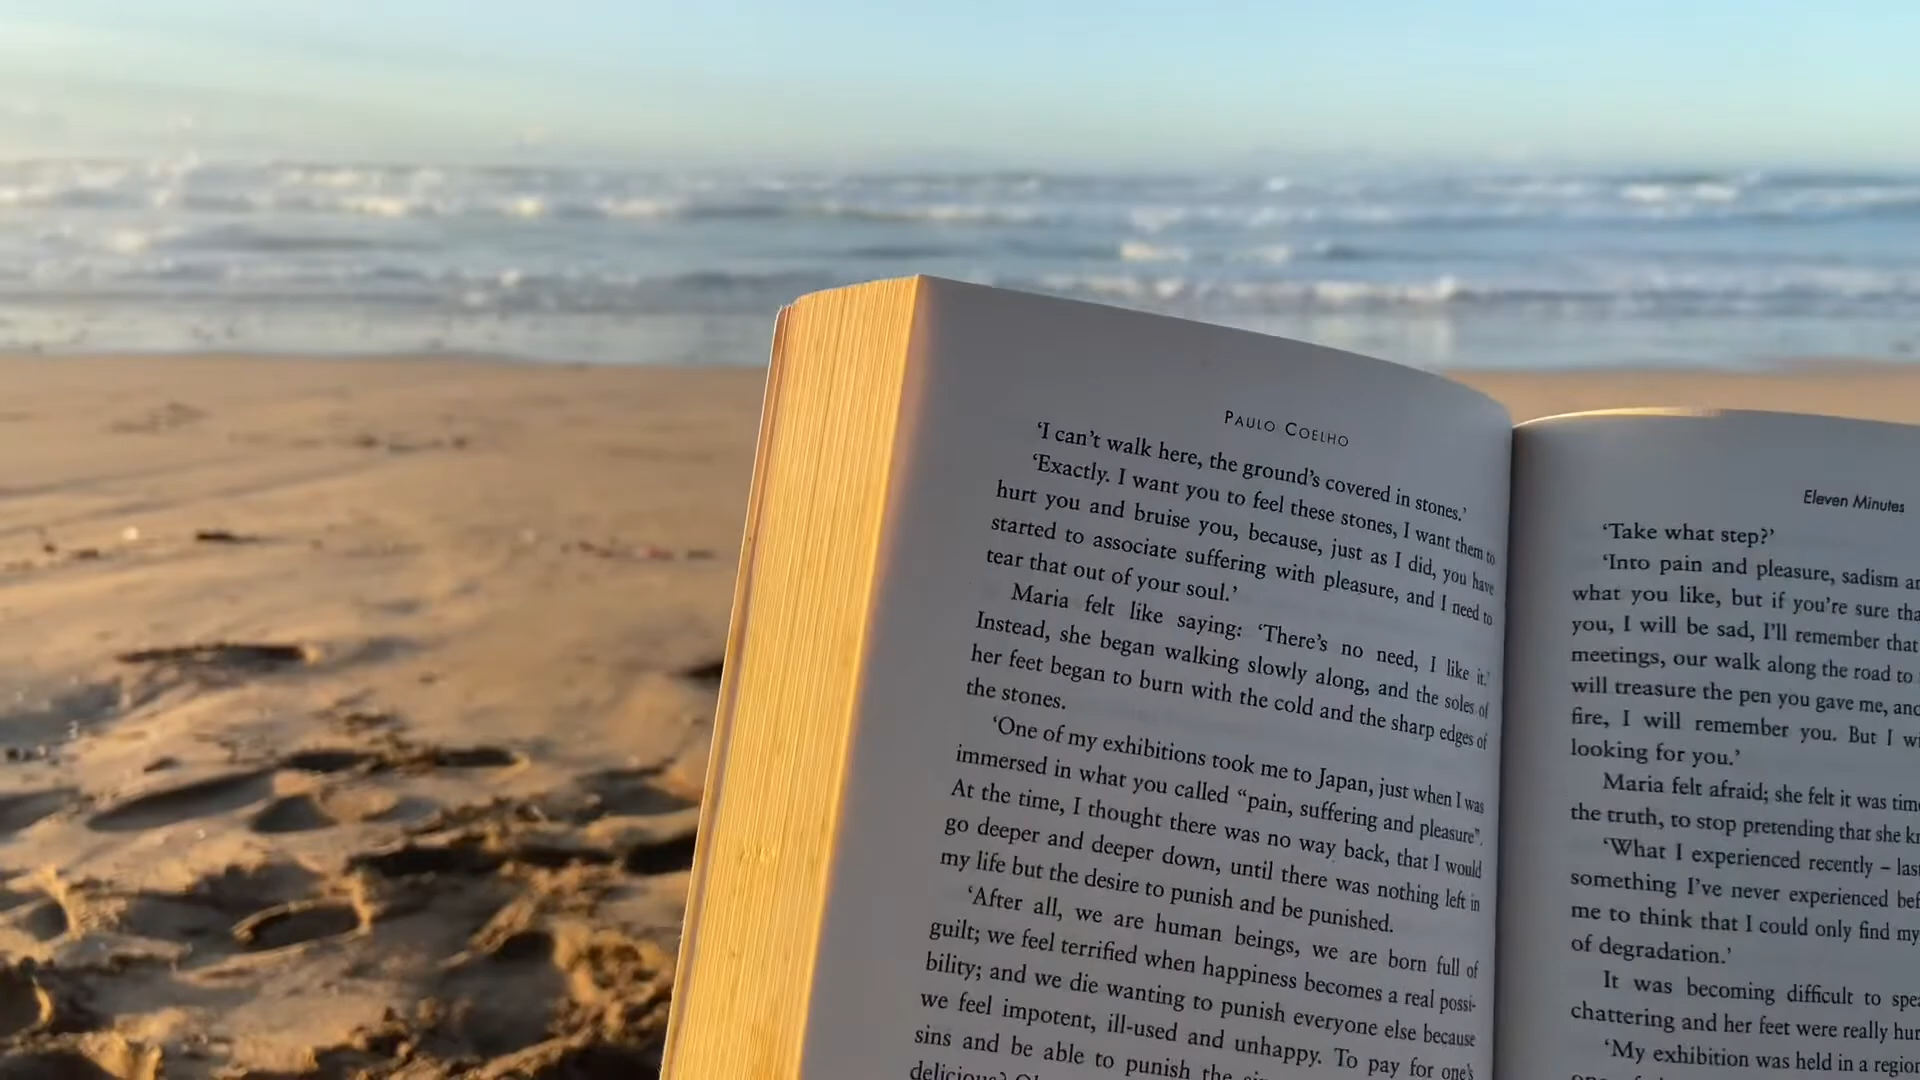 PAULO COELHO
‘I can’t walk here, the ground’s covered in stones.’
‘Exactly. I want you to feel these stones, I want them to
hurt you and bruise you, because, just as I did, you have
started to associate suffering with pleasure, and I need to
tear that out of your soul.’
Maria felt like saying: ‘There’s no need, I like it.’
Instead, she began walking slowly along, and the soles of
her feet began to burn with the cold and the sharp edges of
the stones.
‘One of my exhibitions took me to Japan, just when I was
immersed in what you called “pain, suffering and pleasure”.
At the time, I thought there was no way back, that I would
go deeper and deeper down, until there was nothing left in
my life but the desire to punish and be punished.
‘After all, we are human beings, we are born full of
guilt; we feel terrified when happiness becomes a real possi-
bility; and we die wanting to punish everyone else because
we feel impotent, ill-used and unhappy. To pay for one’s
sins and be able to punish the
delicious?
Eleven Minutes
‘Take what step?’
‘Into pain and pleasure, sadism
what you like, but if you’re sure
you, I will be sad, I’ll remember that
meetings, our walk along the road to
will treasure the pen you gave me,
fire, I will remember you. But I
looking for you.’
Maria felt afraid; she felt it was
the truth, to stop pretending that she
‘What I experienced recently –
something I’ve never experienced
me to think that I could only find my
of degradation.’
It was becoming difficult to
chattering and her feet were really
‘My exhibition was held in a